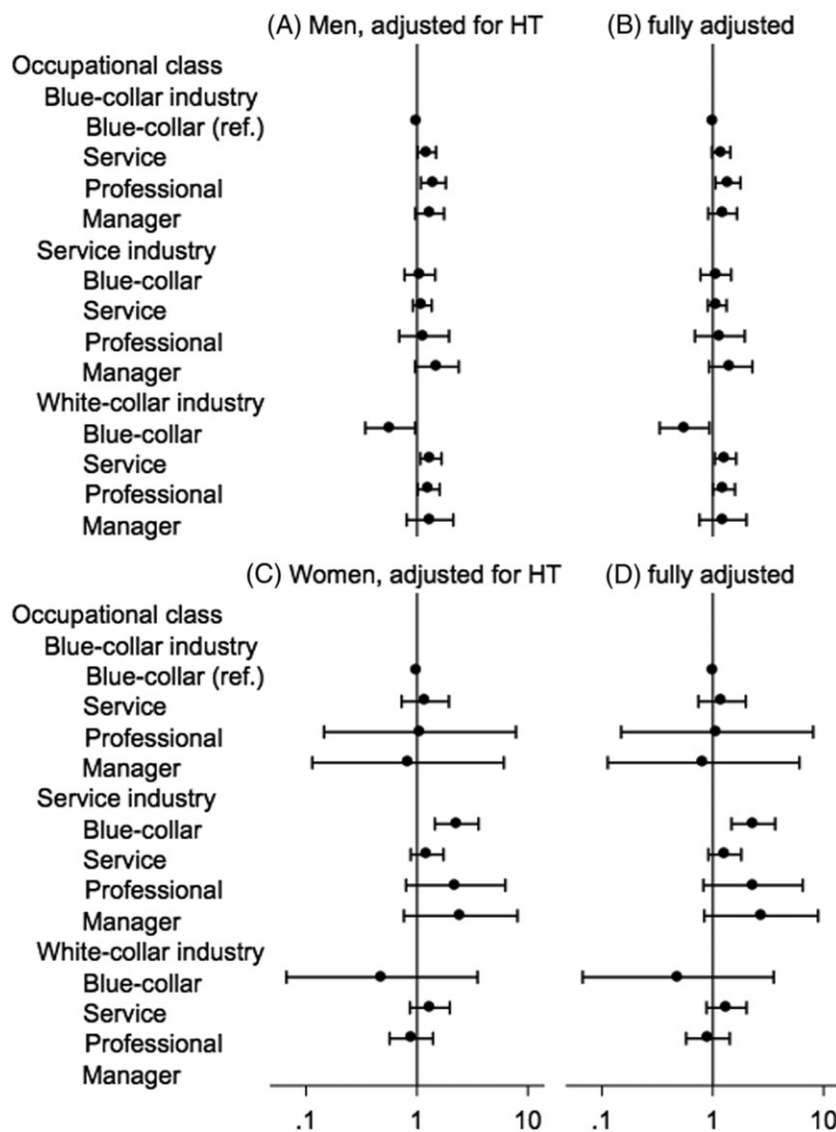 (A) Men, adjusted for HT (B) fully adjusted
Occupational class
Blue-collar industry
Blue-collar (ref.)
Service
Professional
Manager
Service industry
Blue-collar
Service
Professional
Manager
White-collar industry
Blue-collar
Service
Professional
Manager
(C) Women, adjusted for HT (D) fully adjusted
Occupational class
Blue-collar industry
Blue-collar (ref.)
Service
Professional
Manager
Service industry
Blue-collar
Service
Professional
Manager
White-collar industry
Blue-collar
Service
Professional
Manager
.1 1 10 .1 1 10